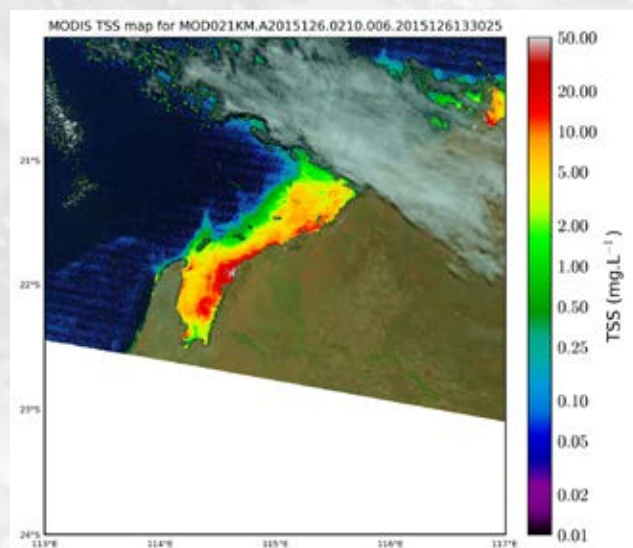 MODIS TSS map for MOD021KM.A2015126.0210.006.2015126133025
50.00
20.00
10.00
5.00
2.00
1.00
0.50
0.25
0.10
0.05
0.02
0.01
TSS (mg.L⁻¹)
21°S
22°S
23°S
24°S
113°E
114°E
115°E
116°E
117°E